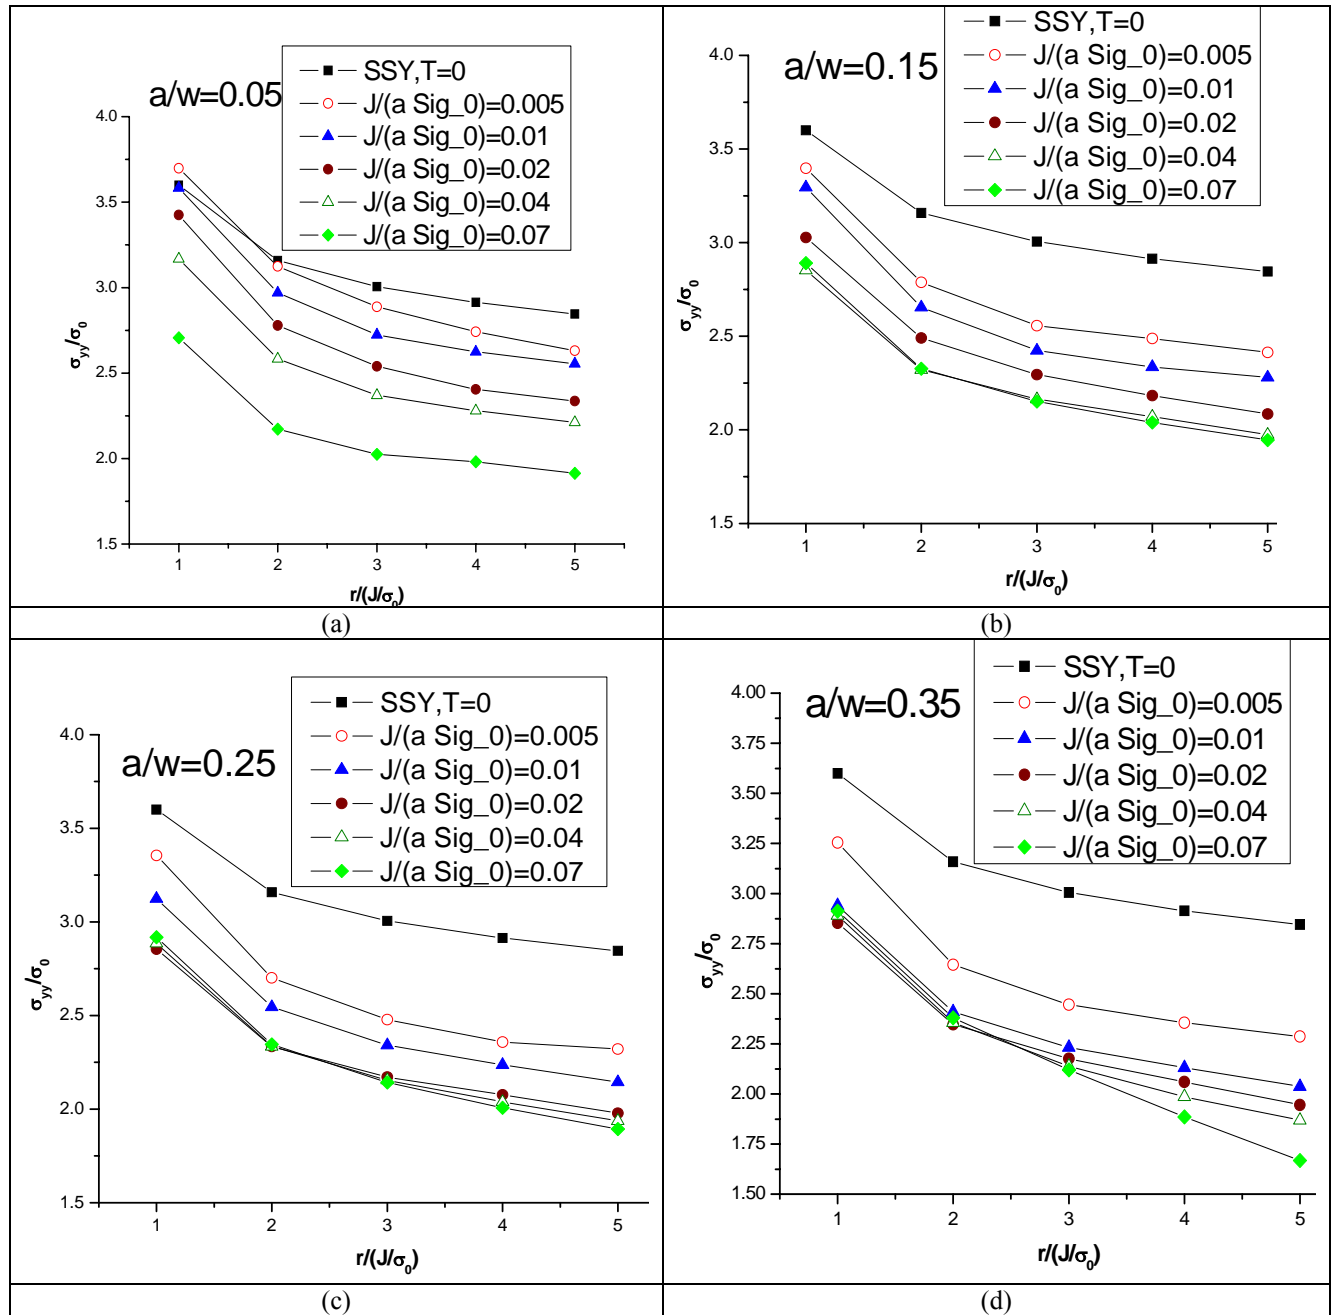 a/w=0.05
SSY,T=0
J/(a Sig_0)=0.005
J/(a Sig_0)=0.01
J/(a Sig_0)=0.02
J/(a Sig_0)=0.04
J/(a Sig_0)=0.07
4.0
3.5
3.0
2.5
2.0
1.5
σyy/σ0
1 2 3 4 5
r/(J/σ0)
(a)
a/w=0.15
SSY,T=0
J/(a Sig_0)=0.005
J/(a Sig_0)=0.01
J/(a Sig_0)=0.02
J/(a Sig_0)=0.04
J/(a Sig_0)=0.07
4.0
3.5
3.0
2.5
2.0
1.5
σyy/σ0
1 2 3 4 5
r/(J/σ0)
(b)
a/w=0.25
SSY,T=0
J/(a Sig_0)=0.005
J/(a Sig_0)=0.01
J/(a Sig_0)=0.02
J/(a Sig_0)=0.04
J/(a Sig_0)=0.07
4.0
3.5
3.0
2.5
2.0
1.5
σyy/σ0
1 2 3 4 5
r/(J/σ0)
(c)
a/w=0.35
SSY,T=0
J/(a Sig_0)=0.005
J/(a Sig_0)=0.01
J/(a Sig_0)=0.02
J/(a Sig_0)=0.04
J/(a Sig_0)=0.07
4.00
3.75
3.50
3.25
3.00
2.75
2.50
2.25
2.00
1.75
1.50
σyy/σ0
1 2 3 4 5
r/(J/σ0)
(d)